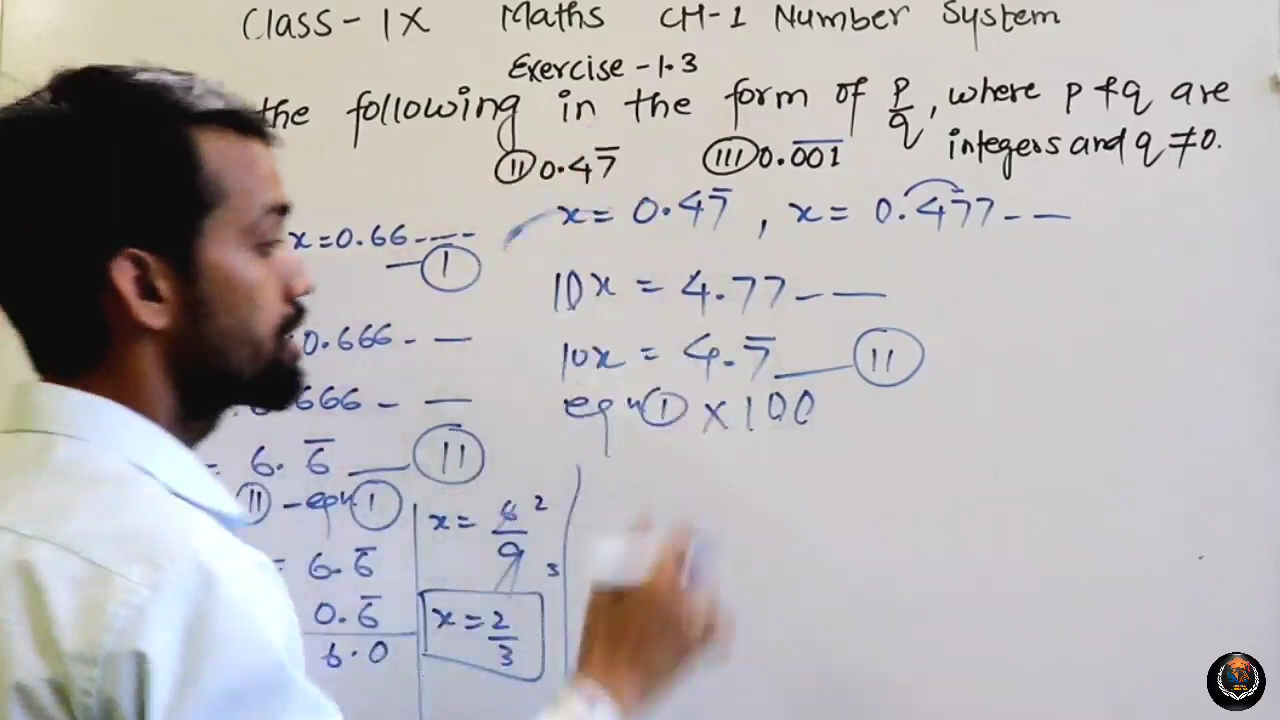 Class - IX Maths CH-1 Number System
Exercise - 1.3
the following in the form of p/q, where p & q are
integers and q ≠ 0.
(II) 0.47̅ (III) 0.0̅0̅1̅
x = 0.66 ---- — (I)
0.666 - —
666 - —
= 6.6̅ — (II)
(II) - eqn (I)
= 6.6̅
0.6̅
6.0
x = 6/9 2 3
x = 2/3
x = 0.47̅ , x = 0.477 - —
10x = 4.77 - —
10x = 4.7̅ — (II)
eqn (I) × 100